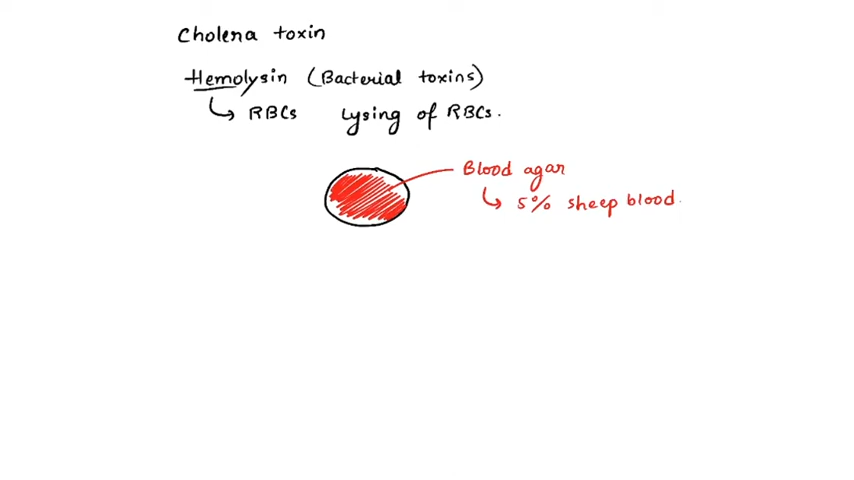 Cholera toxin
Hemolysin (Bacterial toxins)
↳ RBCs lysing of RBCs.
Blood agar
↳ 5% sheep blood.